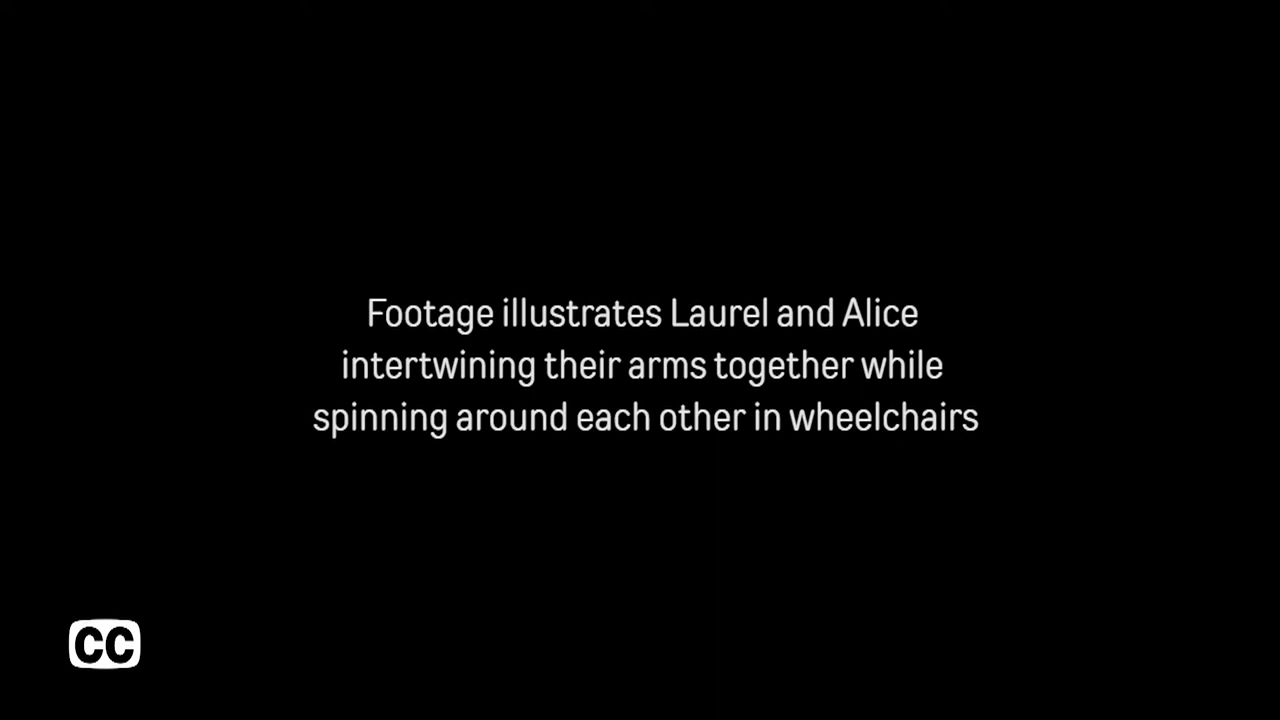 Footage illustrates Laurel and Alice
intertwining their arms together while
spinning around each other in wheelchairs
CC